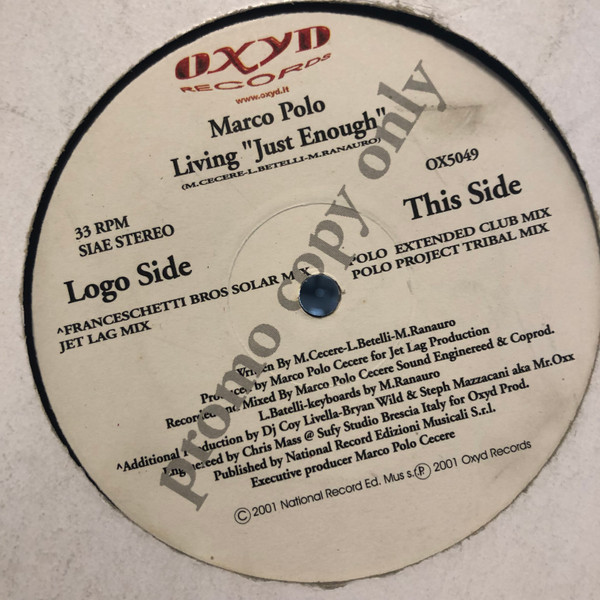 OXYD
RECORDS
www.oxyd.it
Marco Polo
Living "Just Enough"
(M.CECERE-L.BETELLI-M.RANAURO)
33 RPM
SIAE STEREO
OX5049
Logo Side
This Side
^FRANCESCHETTI BROS SOLAR MIX
JET LAG MIX
POLO EXTENDED CLUB MIX
POLO PROJECT TRIBAL MIX
promo copy only
Written By M.Cecere-L.Betelli-M.Ranauro
Produced by Marco Polo Cecere for Jet Lag Production
Recorded and Mixed By Marco Polo Cecere Sound Enginereed & Coprod.
L.Batelli-keyboards by M.Ranauro
^Additional Production by Dj Coy Livella-Bryan Wild & Steph Mazzacani aka Mr.Oxx
Engineered by Chris Mass @ Sufy Studio Brescia Italy for Oxyd Prod.
Published by National Record Edizioni Musicali S.r.l.
Executive producer Marco Polo Cecere
© 2001 National Record Ed. Mus s.℗ 2001 Oxyd Records